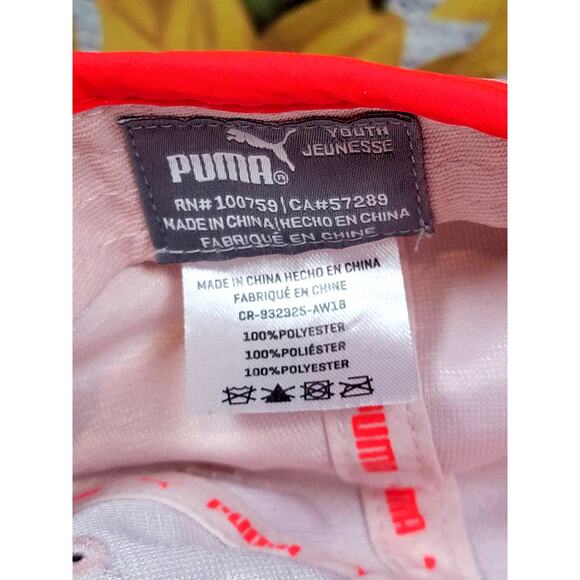 YOUTH
PUMA® JEUNESSE
RN#100759 | CA#57289
MADE IN CHINA | HECHO EN CHINA
FABRIQUÉ EN CHINE
MADE IN CHINA HECHO EN CHINA
FABRIQUÉ EN CHINE
CR-932325-AW18
100%POLYESTER
100%POLIÉSTER
100%POLYESTER
PUMA
PUMA